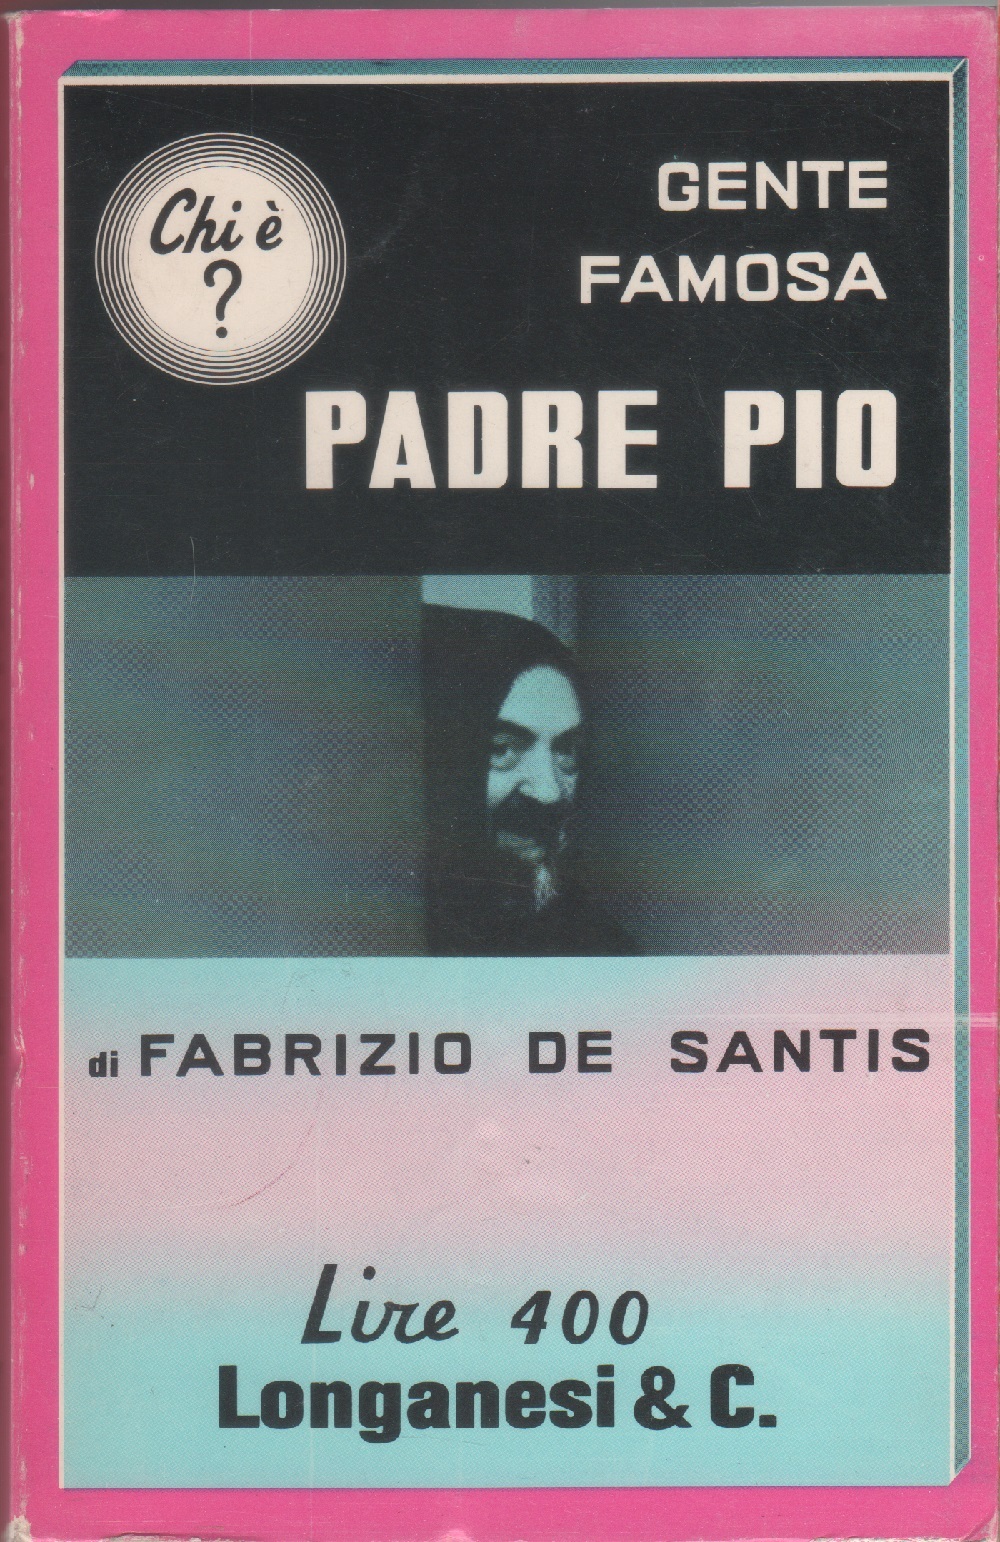 Chi è
?
GENTE
FAMOSA
PADRE PIO
di FABRIZIO DE SANTIS
Lire 400
Longanesi & C.